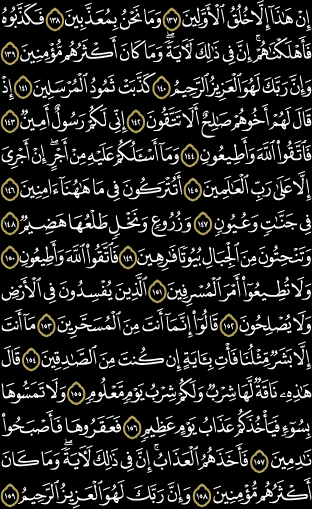 إِنْ هَٰذَآ إِلَّا خُلُقُ ٱلْأَوَّلِينَ ١٣٧ وَمَا نَحْنُ بِمُعَذَّبِينَ ١٣٨ فَكَذَّبُوهُ
فَأَهْلَكْنَٰهُمْ ۗ إِنَّ فِى ذَٰلِكَ لَءَايَةً ۖ وَمَا كَانَ أَكْثَرُهُم مُّؤْمِنِينَ ١٣٩
وَإِنَّ رَبَّكَ لَهُوَ ٱلْعَزِيزُ ٱلرَّحِيمُ ١٤٠ كَذَّبَتْ ثَمُودُ ٱلْمُرْسَلِينَ ١٤١ إِذْ
قَالَ لَهُمْ أَخُوهُمْ صَٰلِحٌ أَلَا تَتَّقُونَ ١٤٢ إِنِّى لَكُمْ رَسُولٌ أَمِينٌ ١٤٣
فَٱتَّقُوا۟ ٱللَّهَ وَأَطِيعُونِ ١٤٤ وَمَآ أَسْـَٔلُكُمْ عَلَيْهِ مِنْ أَجْرٍ ۖ إِنْ أَجْرِىَ
إِلَّا عَلَىٰ رَبِّ ٱلْعَٰلَمِينَ ١٤٥ أَتُتْرَكُونَ فِى مَا هَٰهُنَآ ءَامِنِينَ ١٤٦
فِى جَنَّٰتٍ وَعُيُونٍ ١٤٧ وَزُرُوعٍ وَنَخْلٍ طَلْعُهَا هَضِيمٌ ١٤٨
وَتَنْحِتُونَ مِنَ ٱلْجِبَالِ بُيُوتًا فَٰرِهِينَ ١٤٩ فَٱتَّقُوا۟ ٱللَّهَ وَأَطِيعُونِ ١٥٠
وَلَا تُطِيعُوٓا۟ أَمْرَ ٱلْمُسْرِفِينَ ١٥١ ٱلَّذِينَ يُفْسِدُونَ فِى ٱلْأَرْضِ
وَلَا يُصْلِحُونَ ١٥٢ قَالُوٓا۟ إِنَّمَآ أَنتَ مِنَ ٱلْمُسَحَّرِينَ ١٥٣ مَآ أَنتَ
إِلَّا بَشَرٌ مِّثْلُنَا فَأْتِ بِـَٔايَةٍ إِن كُنتَ مِنَ ٱلصَّٰدِقِينَ ١٥٤ قَالَ
هَٰذِهِۦ نَاقَةٌ لَّهَا شِرْبٌ وَلَكُمْ شِرْبُ يَوْمٍ مَّعْلُومٍ ١٥٥ وَلَا تَمَسُّوهَا
بِسُوٓءٍ فَيَأْخُذَكُمْ عَذَابُ يَوْمٍ عَظِيمٍ ١٥٦ فَعَقَرُوهَا فَأَصْبَحُوا۟
نَٰدِمِينَ ١٥٧ فَأَخَذَهُمُ ٱلْعَذَابُ ۗ إِنَّ فِى ذَٰلِكَ لَءَايَةً ۖ وَمَا كَانَ
أَكْثَرُهُم مُّؤْمِنِينَ ١٥٨ وَإِنَّ رَبَّكَ لَهُوَ ٱلْعَزِيزُ ٱلرَّحِيمُ ١٥٩